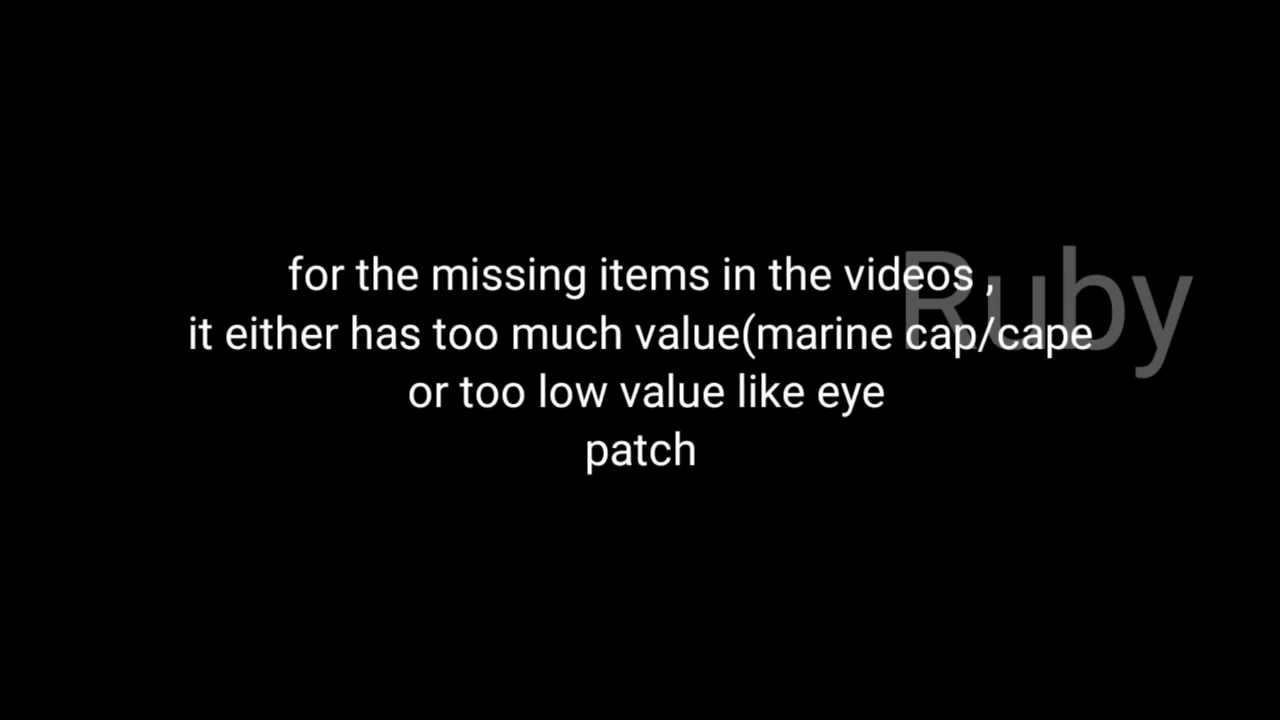 for the missing items in the videos ,
it either has too much value(marine cap/cape
or too low value like eye
patch
Ruby